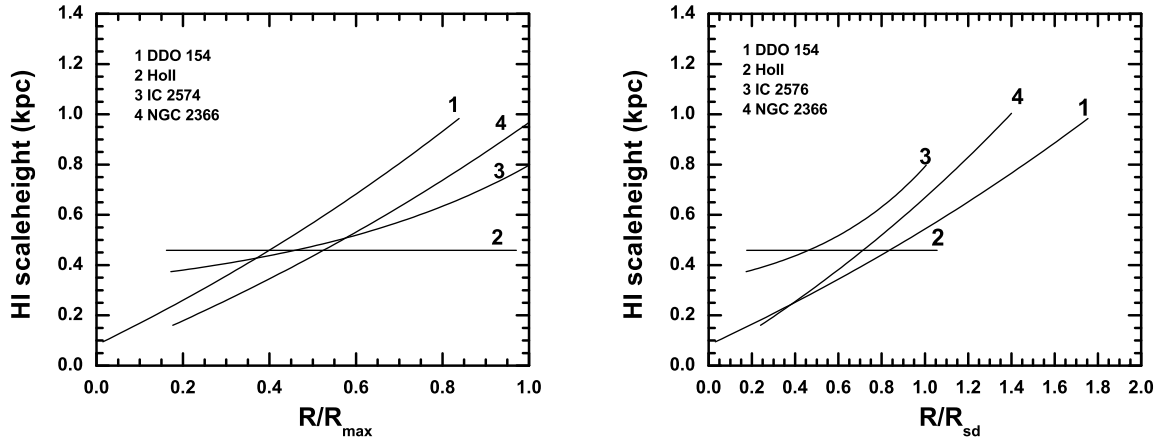 HI scaleheight (kpc)
1.4
1.2
1.0
0.8
0.6
0.4
0.2
0.0
1 DDO 154
2 HoII
3 IC 2574
4 NGC 2366
1
4
3
2
0.0 0.2 0.4 0.6 0.8 1.0
R/Rmax
HI scaleheight (kpc)
1.4
1.2
1.0
0.8
0.6
0.4
0.2
0.0
1 DDO 154
2 HoII
3 IC 2576
4 NGC 2366
4
1
3
2
0.0 0.2 0.4 0.6 0.8 1.0 1.2 1.4 1.6 1.8 2.0
R/Rsd